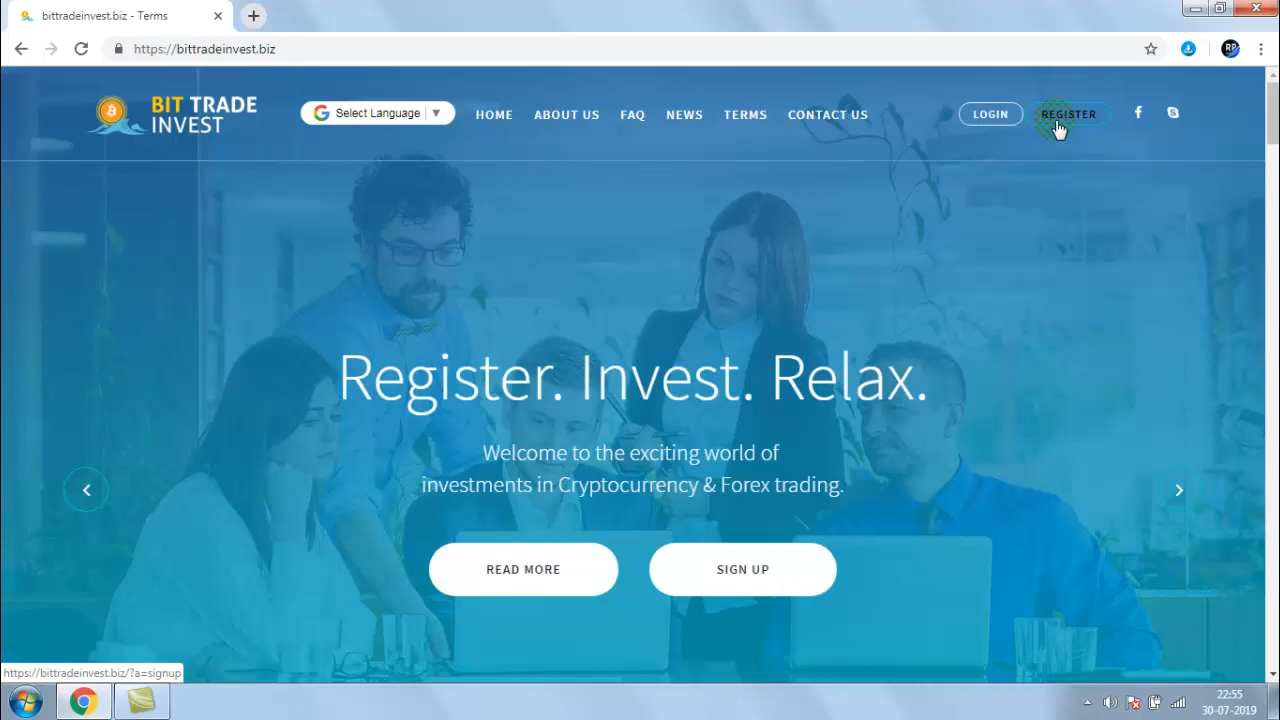 bittradeinvest.biz - Terms
https://bittradeinvest.biz
RP
BIT TRADE
INVEST
Select Language
HOME
ABOUT US
FAQ
NEWS
TERMS
CONTACT US
LOGIN
REGISTER
Register. Invest. Relax.
Welcome to the exciting world of
investments in Cryptocurrency & Forex trading.
READ MORE
SIGN UP
https://bittradeinvest.biz/?a=signup
22:55
30-07-2019